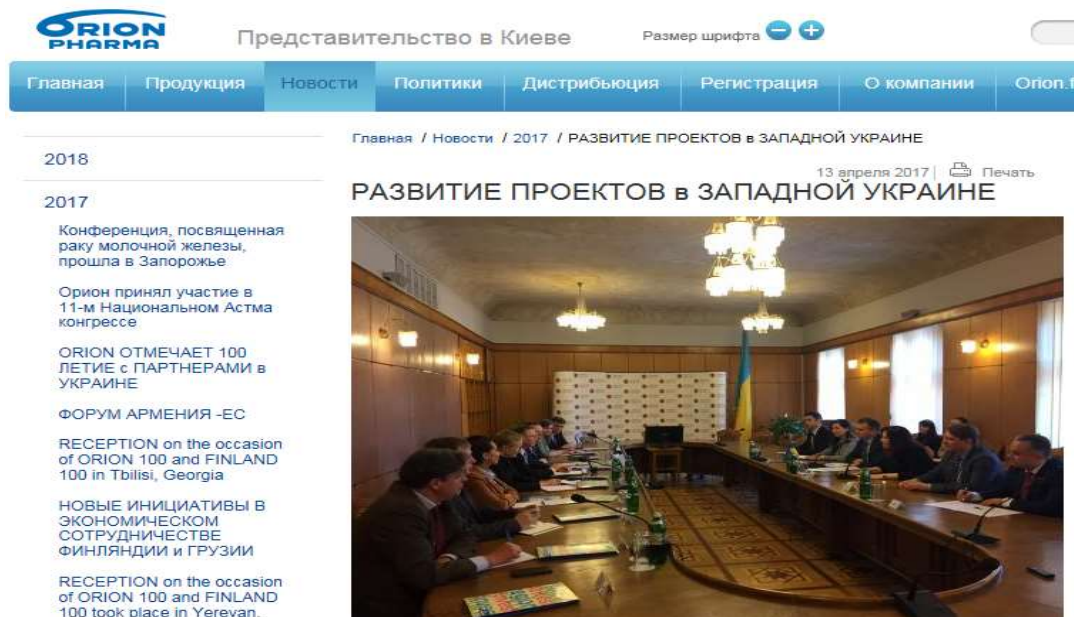 ORION
PHARMA
Представительство в Киеве
Размер шрифта
Главная Продукция Новости Политики Дистрибьюция Регистрация О компании Orion.f
2018
2017
Конференция, посвященная
раку молочной железы,
прошла в Запорожье
Орион принял участие в
11-м Национальном Астма
конгрессе
ORION ОТМЕЧАЕТ 100
ЛЕТИЕ с ПАРТНЕРАМИ в
УКРАИНЕ
ФОРУМ АРМЕНИЯ -ЕС
RECEPTION on the occasion
of ORION 100 and FINLAND
100 in Tbilisi, Georgia
НОВЫЕ ИНИЦИАТИВЫ В
ЭКОНОМИЧЕСКОМ
СОТРУДНИЧЕСТВЕ
ФИНЛЯНДИИ и ГРУЗИИ
RECEPTION on the occasion
of ORION 100 and FINLAND
100 took place in Yerevan,
Главная / Новости / 2017 / РАЗВИТИЕ ПРОЕКТОВ в ЗАПАДНОЙ УКРАИНЕ
13 апреля 2017 | Печать
РАЗВИТИЕ ПРОЕКТОВ в ЗАПАДНОЙ УКРАИНЕ